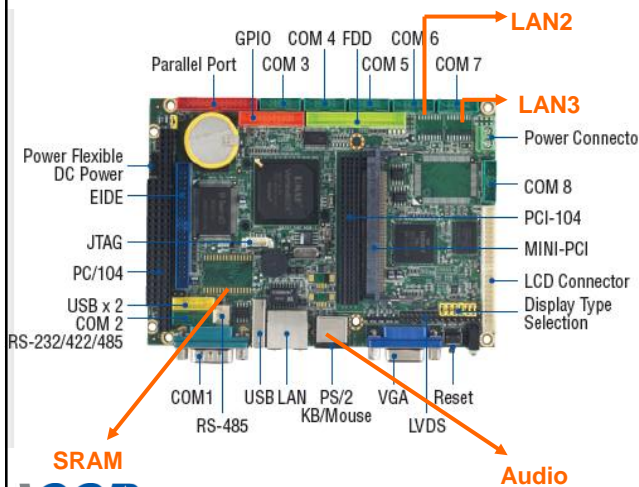 LAN2
GPIO COM 4 FDD COM 6
Parallel Port COM 3 COM 5 COM 7
LAN3
Power Connecto
Power Flexible
DC Power
COM 8
EIDE
PCI-104
JTAG
MINI-PCI
PC/104
LCD Connector
USB x 2
Display Type
Selection
COM 2
RS-232/422/485
COM1 USB LAN PS/2 VGA Reset
KB/Mouse
RS-485 LVDS
SRAM
Audio